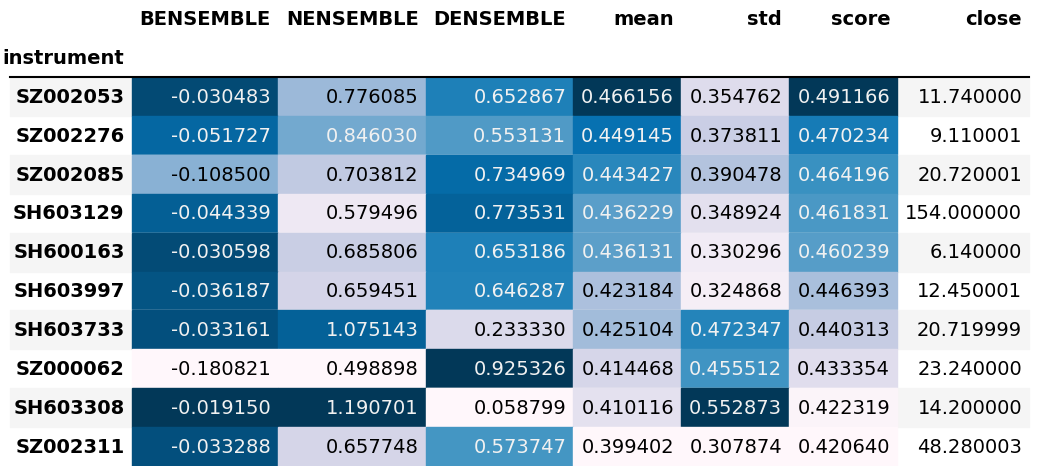 BENSEMBLE NENSEMBLE DENSEMBLE mean std score close
instrument
SZ002053 -0.030483 0.776085 0.652867 0.466156 0.354762 0.491166 11.740000
SZ002276 -0.051727 0.846030 0.553131 0.449145 0.373811 0.470234 9.110001
SZ002085 -0.108500 0.703812 0.734969 0.443427 0.390478 0.464196 20.720001
SH603129 -0.044339 0.579496 0.773531 0.436229 0.348924 0.461831 154.000000
SH600163 -0.030598 0.685806 0.653186 0.436131 0.330296 0.460239 6.140000
SH603997 -0.036187 0.659451 0.646287 0.423184 0.324868 0.446393 12.450001
SH603733 -0.033161 1.075143 0.233330 0.425104 0.472347 0.440313 20.719999
SZ000062 -0.180821 0.498898 0.925326 0.414468 0.455512 0.433354 23.240000
SH603308 -0.019150 1.190701 0.058799 0.410116 0.552873 0.422319 14.200000
SZ002311 -0.033288 0.657748 0.573747 0.399402 0.307874 0.420640 48.280003